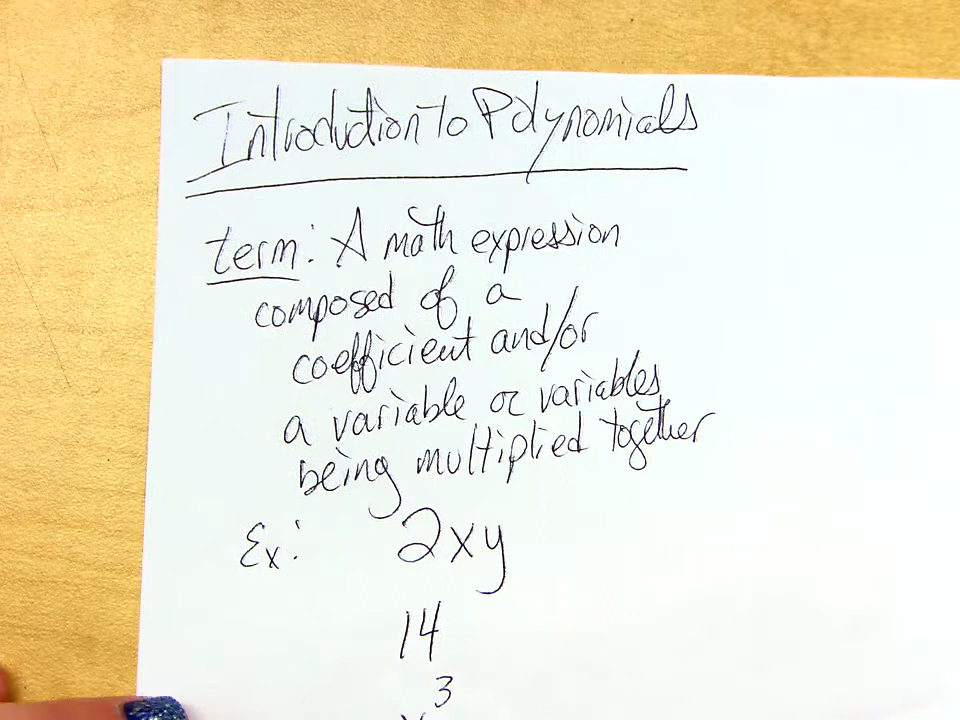 Introduction to Polynomials
term: A math expression
composed of a
coefficient and/or
a variable or variables
being multiplied together
Ex: 2xy
14
3